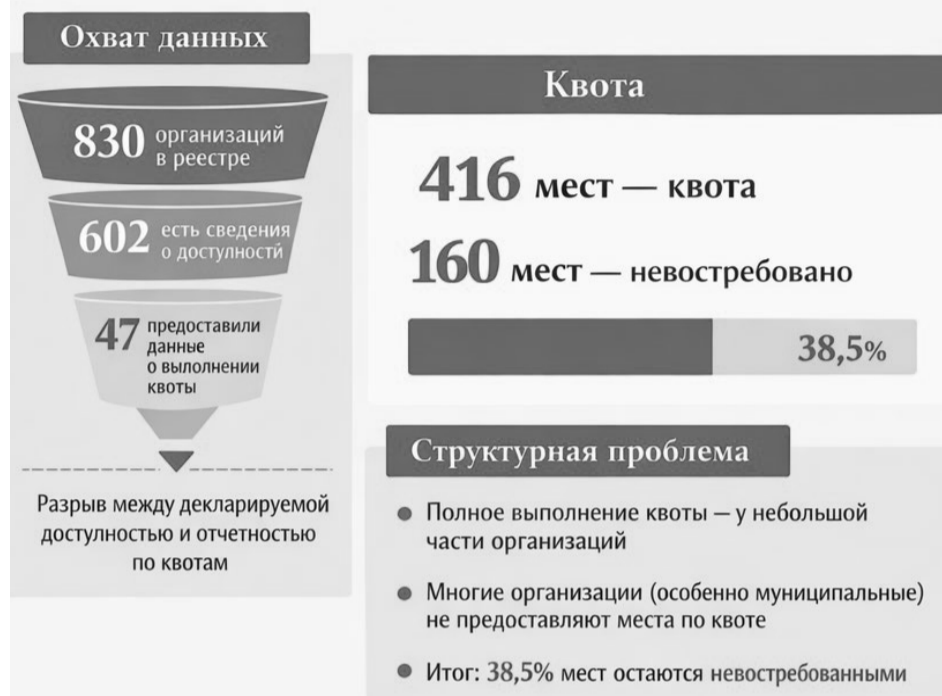 Охват данных
830 организаций
в реестре
602 есть сведения
о достулностй
47 предоставили
данные
о вылолнении
квоты
Разрыв между декларируемой
доступностью и отчетностью
по квотам
Квота
416 мест — квота
160 мест — невостребовано
38,5%
Структурная проблема
• Полное выполнение квоты — у небольшой
части организаций
• Многие организации (особенно муниципальные)
не предоставляют места по квоте
• Итог: 38,5% мест остаются невостребованными